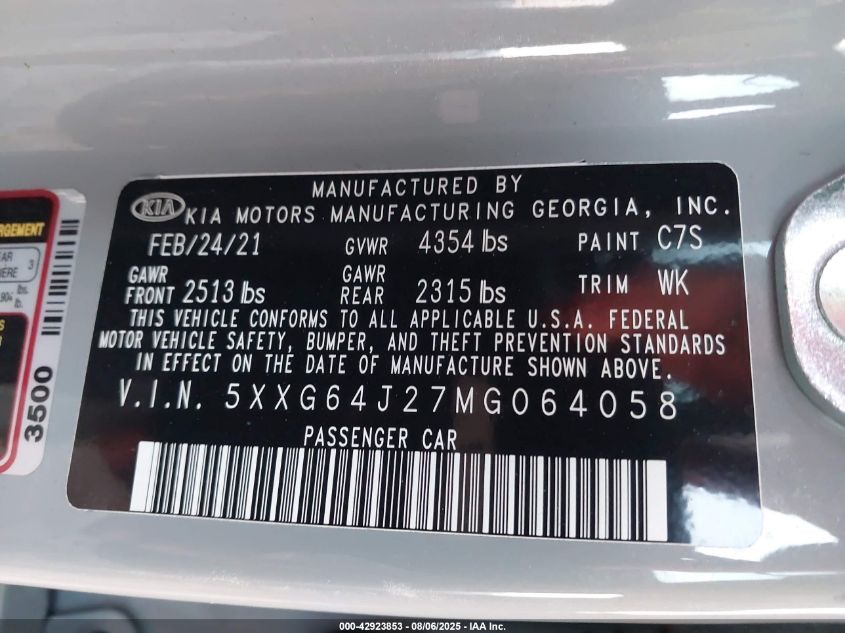 MANUFACTURED BY
KIA KIA MOTORS MANUFACTURING GEORGIA, INC.
FEB/24/21 GVWR 4354 lbs PAINT C7S
GAWR FRONT 2513 lbs GAWR REAR 2315 lbs TRIM WK
THIS VEHICLE CONFORMS TO ALL APPLICABLE U.S.A. FEDERAL
MOTOR VEHICLE SAFETY, BUMPER, AND THEFT PREVENTION STANDARDS
IN EFFECT ON THE DATE OF MANUFACTURE SHOWN ABOVE.
V.I.N. 5XXG64J27MG064058
PASSENGER CAR
3500
000-42923853 - 08/06/2025 - IAA Inc.